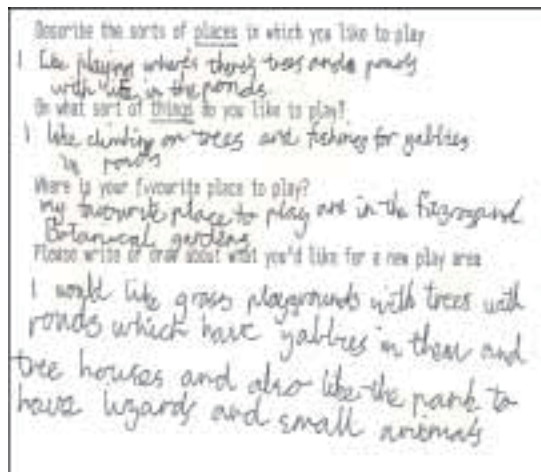 Describe the sorts of places in which you like to play
I like playing where's there's trees and ponds
with life in the ponds
On what sort of things do you like to play?
I like climbing on trees and fishing for yabbies
in ponds
Where is your favourite place to play?
my favourite place to play are in the fitzroy and
Botanical gardens
Please write or draw about what you'd like for a new play area
I would like grass playgrounds with trees with
ponds which have yabbies in them and
tree houses and also like the park to
have lizards and small animals